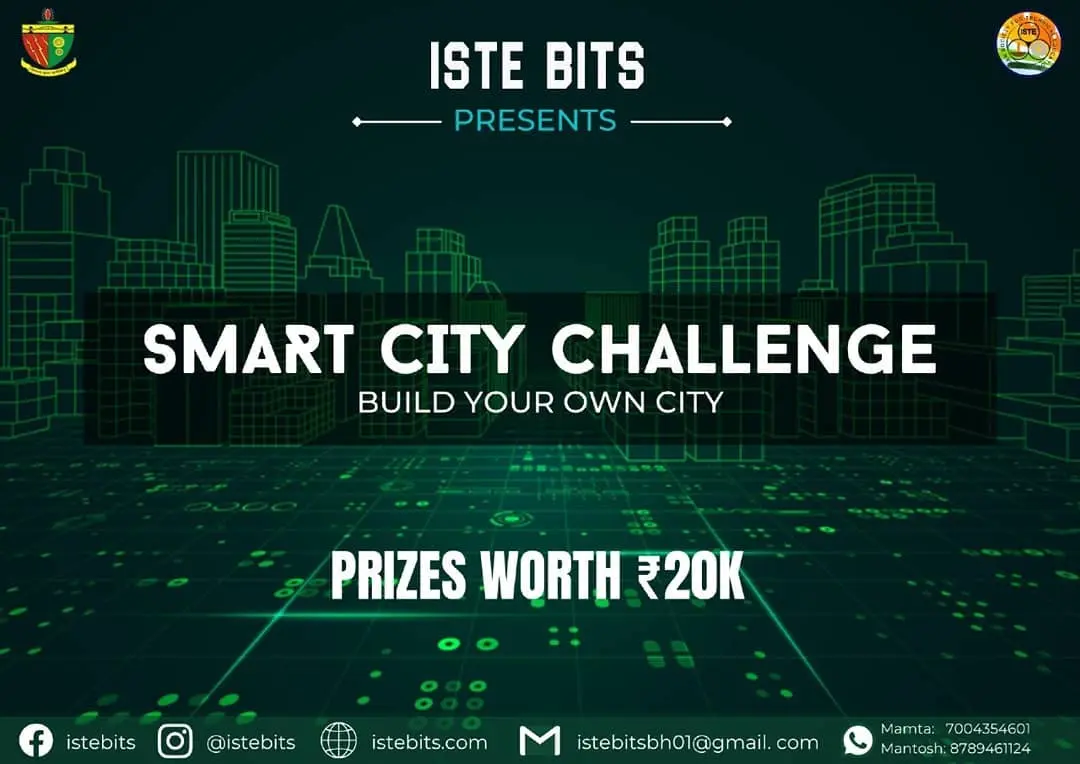 ISTE BITS
PRESENTS
SMART CITY CHALLENGE
BUILD YOUR OWN CITY
PRIZES WORTH ₹20K
istebits
@istebits
istebits.com
istebitsbh01@gmail. com
Mamta: 7004354601
Mantosh: 8789461124
ISTE